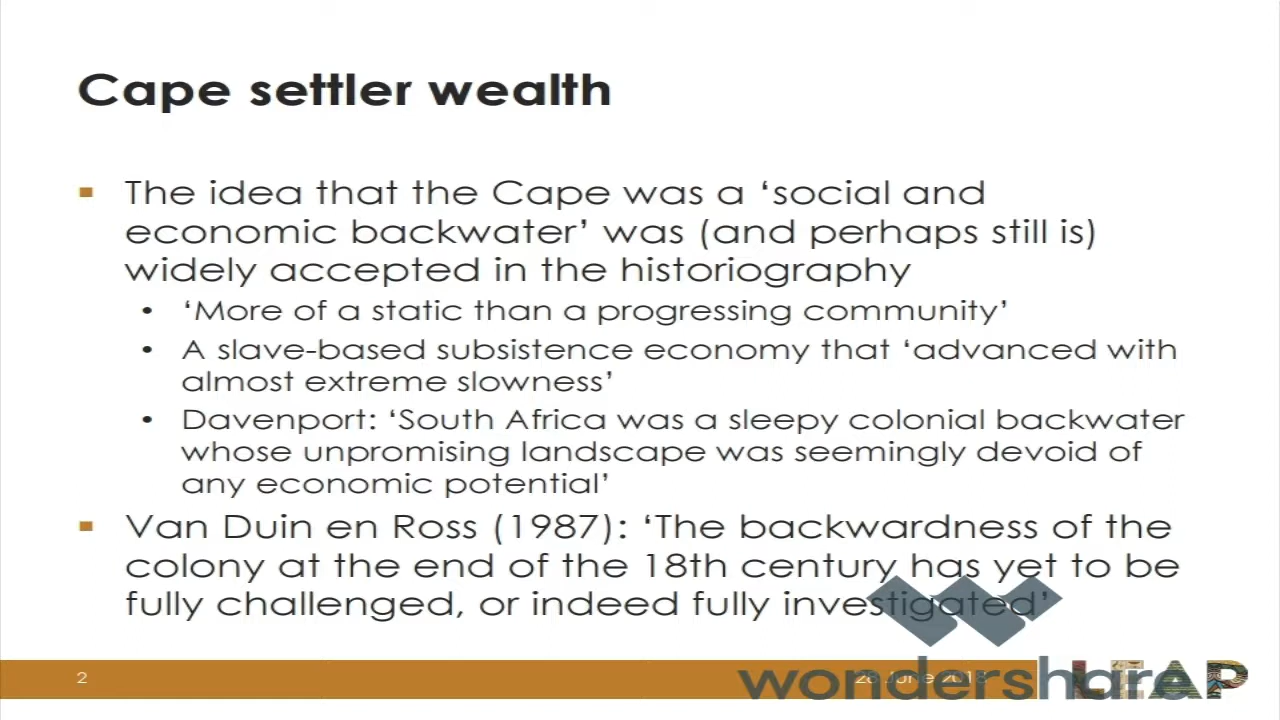 Cape settler wealth
The idea that the Cape was a ‘social and
economic backwater’ was (and perhaps still is)
widely accepted in the historiography
‘More of a static than a progressing community’
A slave-based subsistence economy that ‘advanced with
almost extreme slowness’
Davenport: ‘South Africa was a sleepy colonial backwater
whose unpromising landscape was seemingly devoid of
any economic potential’
Van Duin en Ross (1987): ‘The backwardness of the
colony at the end of the 18th century has yet to be
fully challenged, or indeed fully investigated’
2
June
wondershare
LEAP